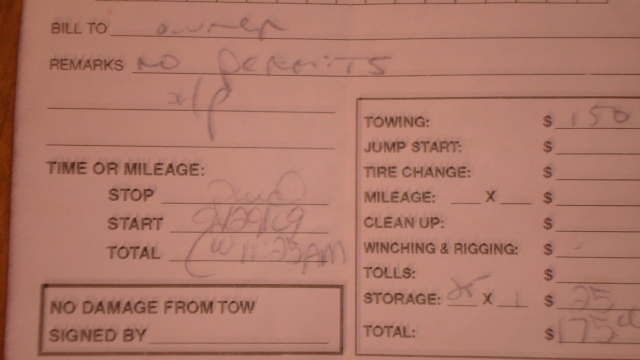 BILL TO owner
REMARKS NO PERMITS
TOWING: $ 150
JUMP START: $
TIRE CHANGE: $
MILEAGE: X $
CLEAN UP: $
WINCHING & RIGGING: $
TOLLS: $
STORAGE: 25 X 1 $ 25
TOTAL: $ 175
TIME OR MILEAGE:
STOP
START
TOTAL 11:25AM
NO DAMAGE FROM TOW
SIGNED BY